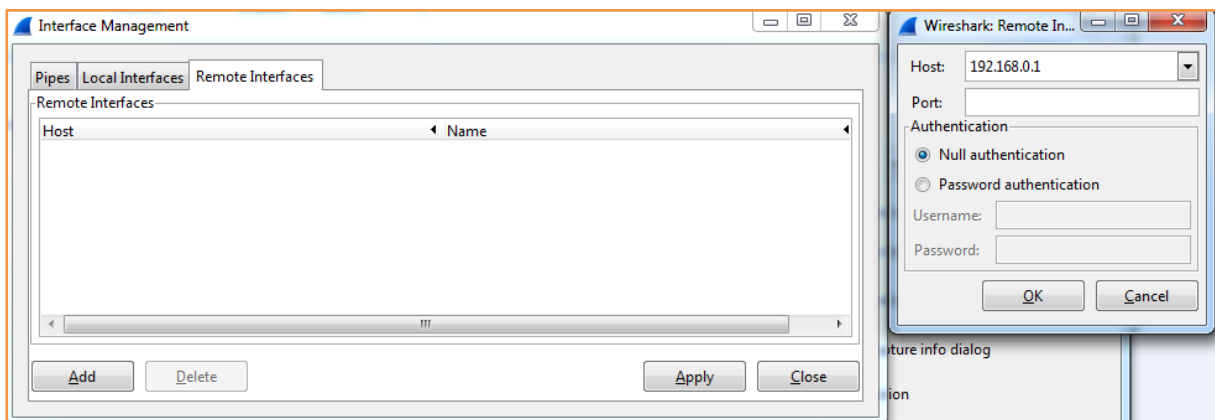 Interface Management
Pipes Local Interfaces Remote Interfaces
Remote Interfaces
Host Name
Add Delete Apply Close
Wireshark: Remote In...
Host: 192.168.0.1
Port:
Authentication
Null authentication
Password authentication
Username:
Password:
OK Cancel
pture info dialog
ion